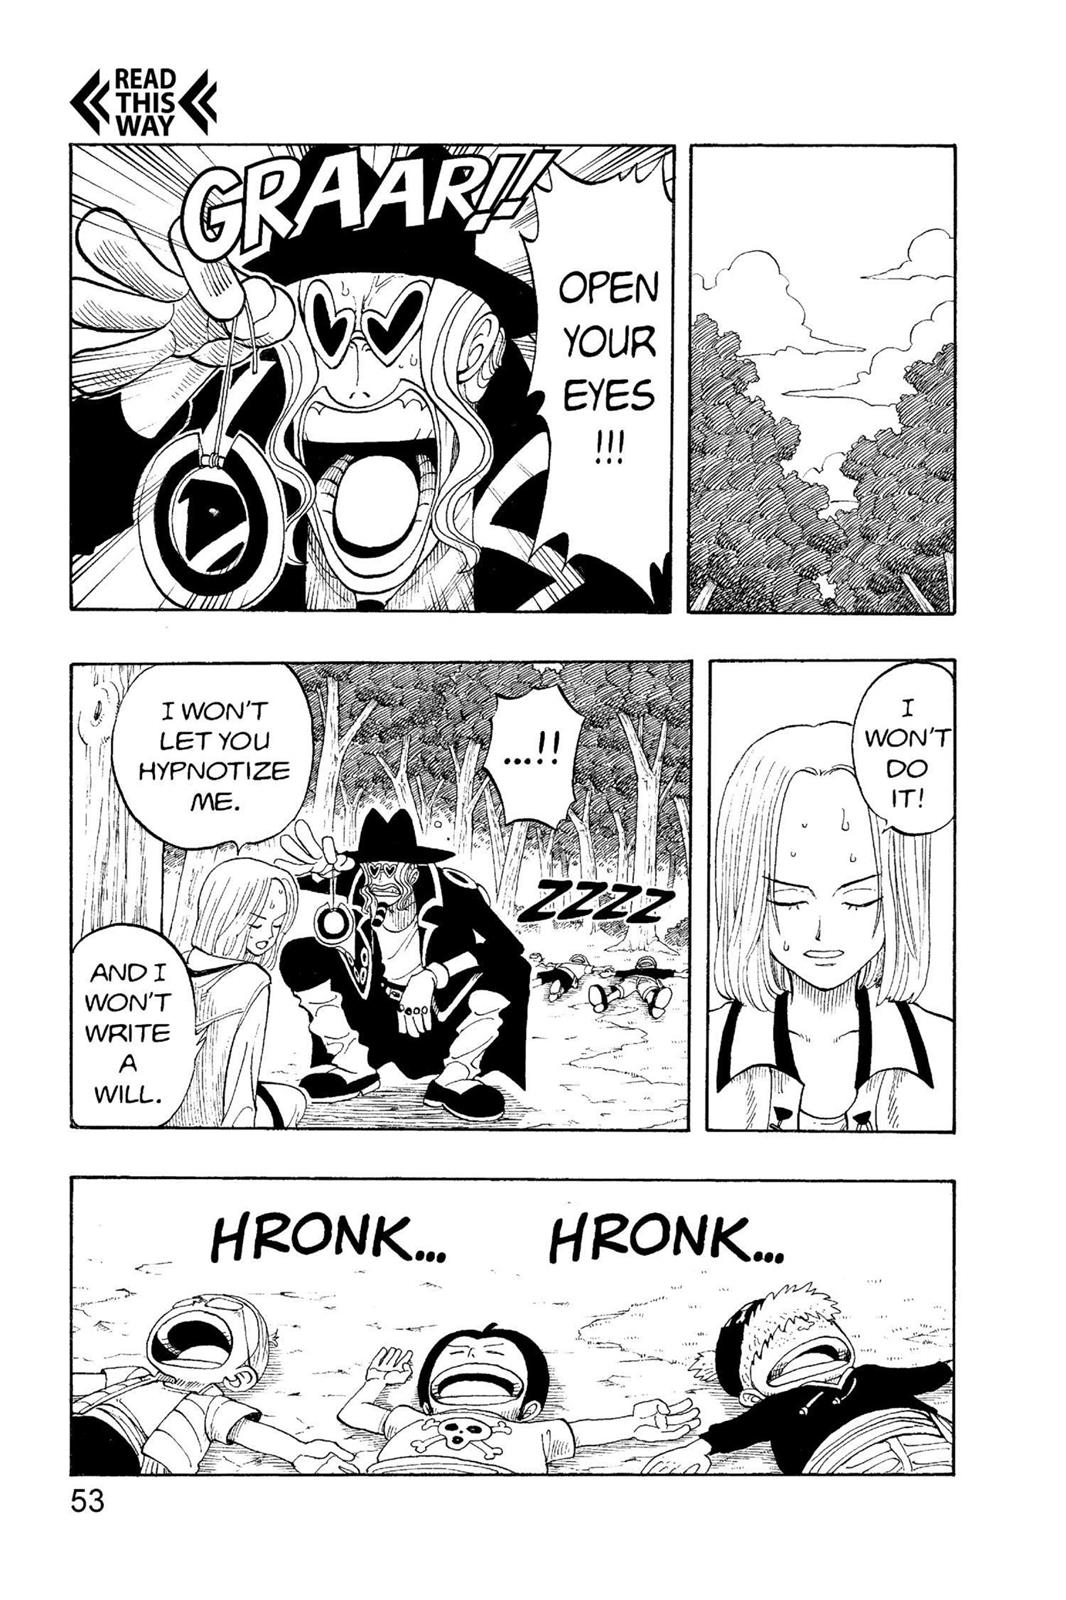 READ
THIS
WAY
GRAAR!!
OPEN
YOUR
EYES
!!!
I
WON'T
DO
IT!
...!!
I WON'T
LET YOU
HYPNOTIZE
ME.
ZZZZ
AND I
WON'T
WRITE
A
WILL.
HRONK...
HRONK...
53